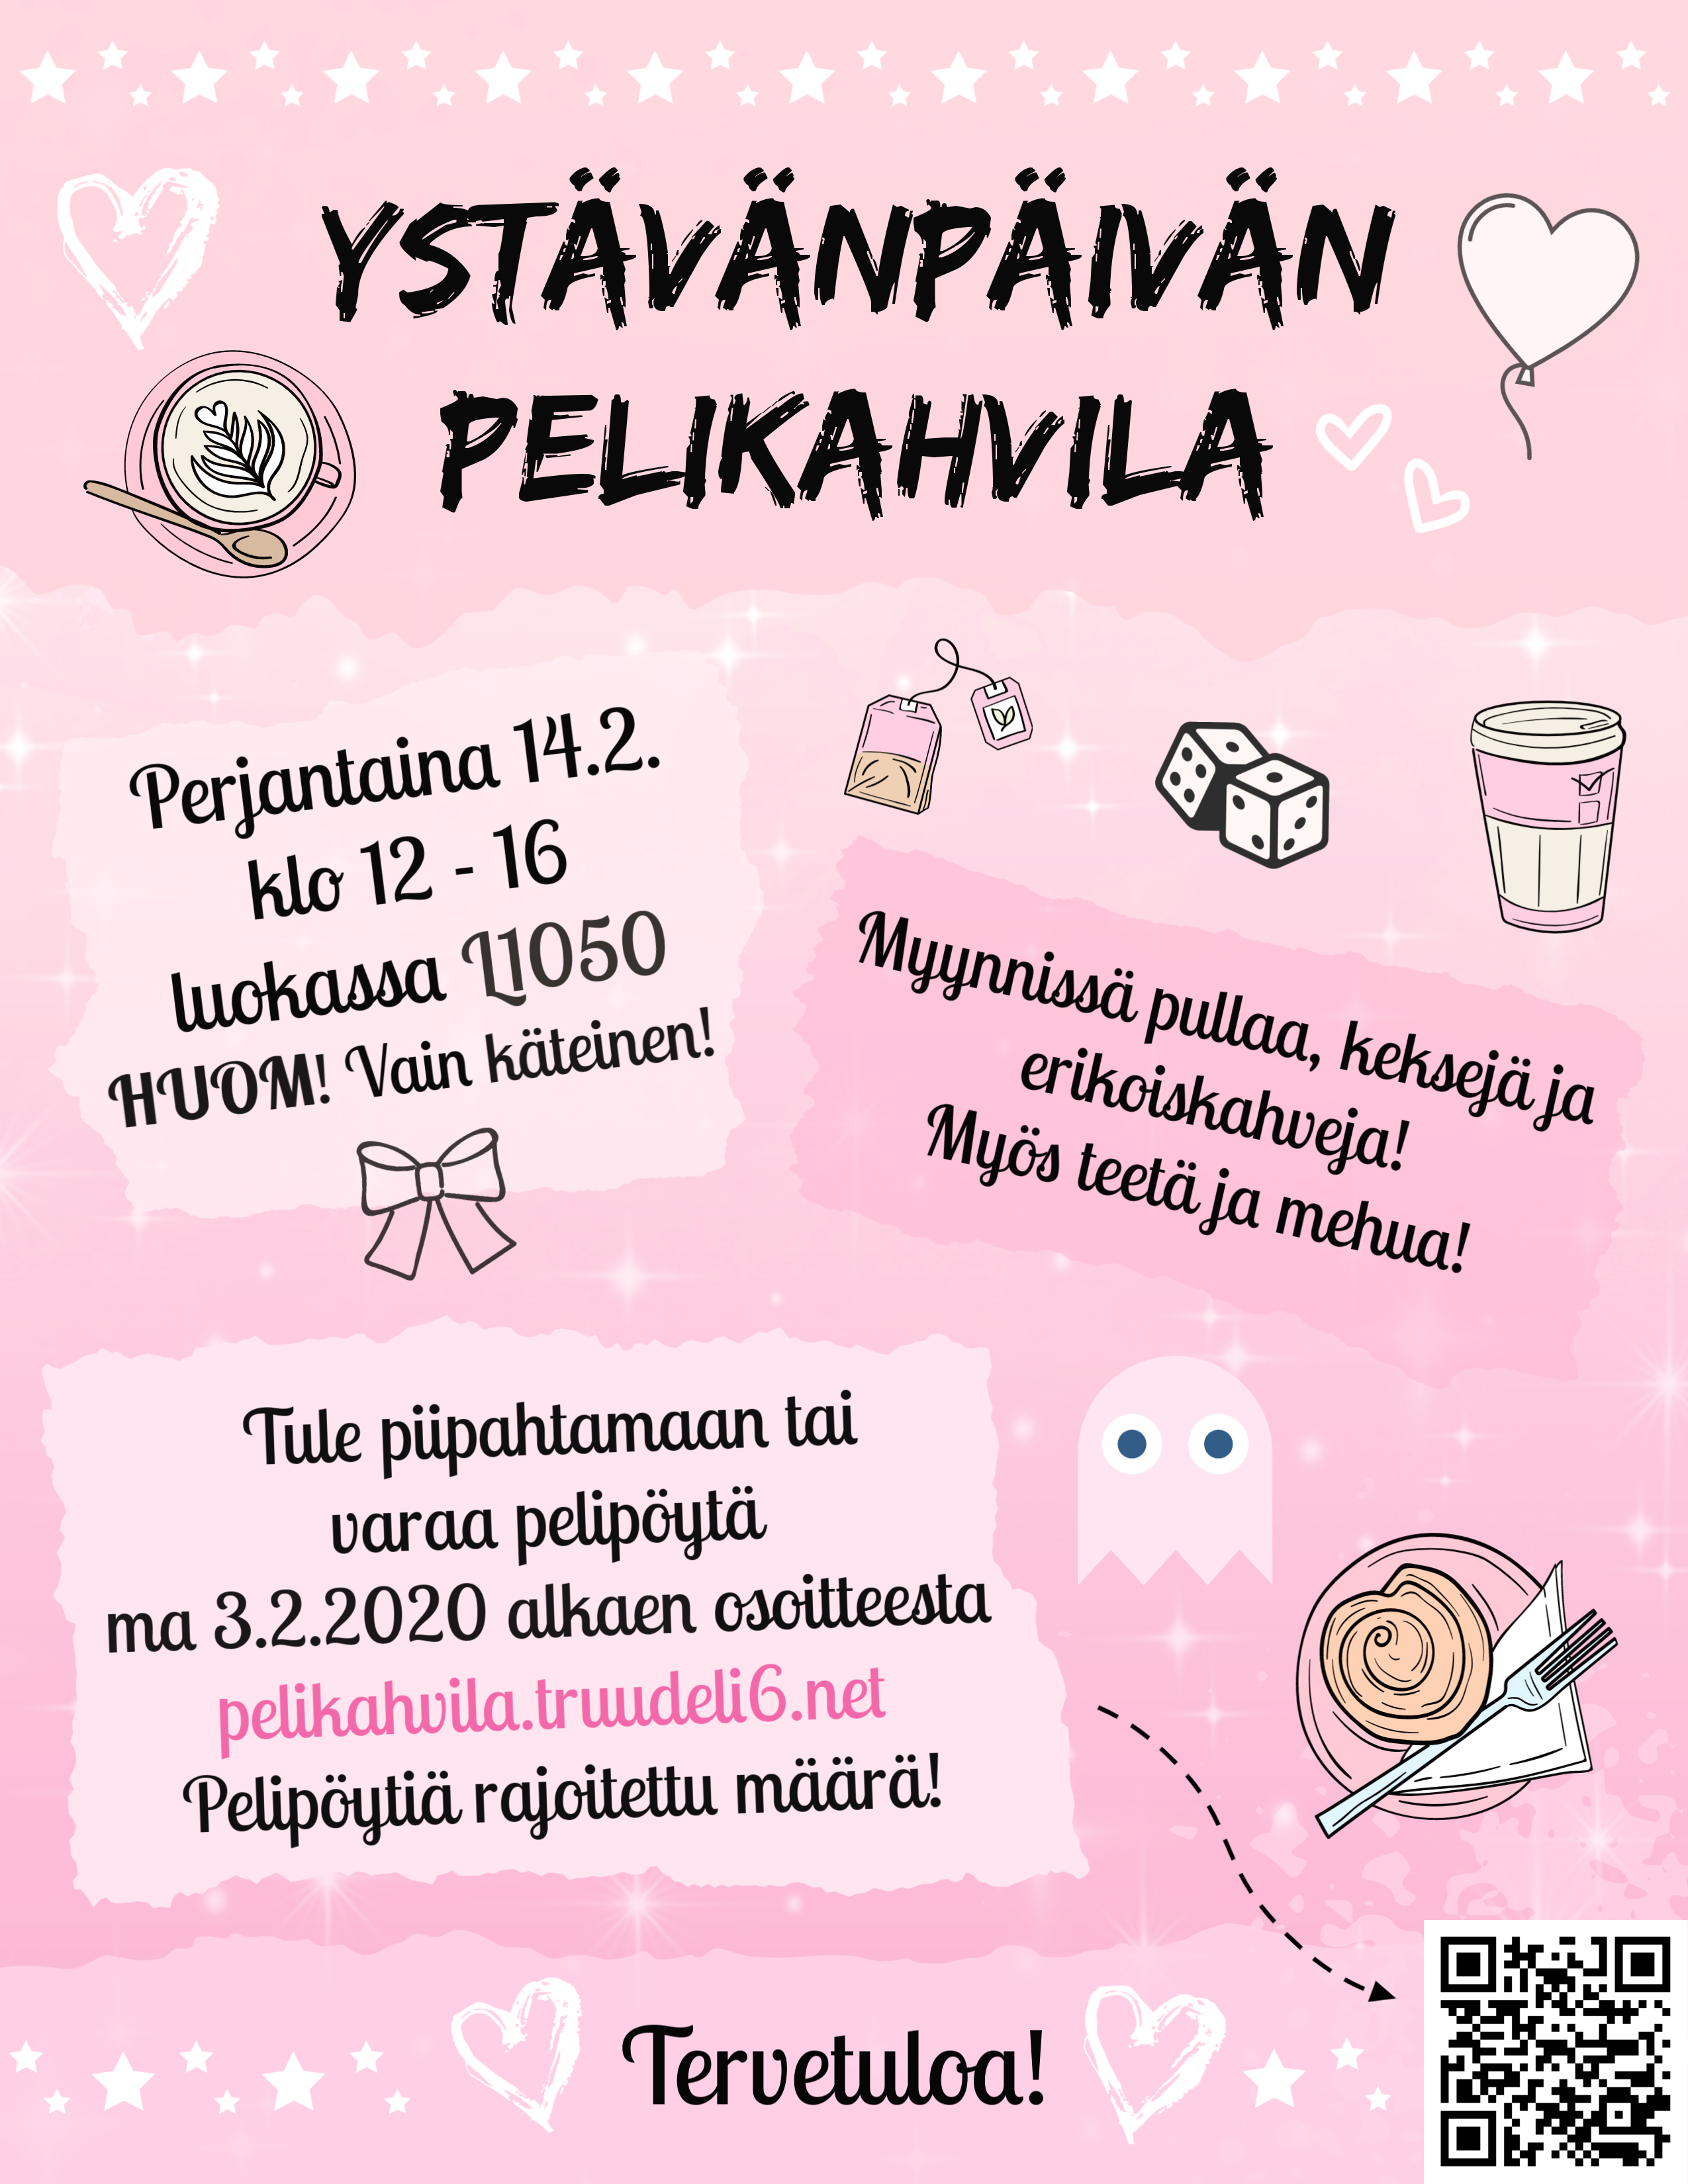 YSTÄVÄNPÄIVÄN
PELIKAHVILA
Perjantaina 14.2.
klo 12 - 16
luokassa L1050
HUOM! Vain käteinen!
Myynnissä pullaa, keksejä ja
erikoiskahveja!
Myös teetä ja mehua!
Tule piipahtamaan tai
varaa pelipöytä
ma 3.2.2020 alkaen osoitteesta
pelikahvila.truudeli6.net
Pelipöytiä rajoitettu määrä!
Tervetuloa!